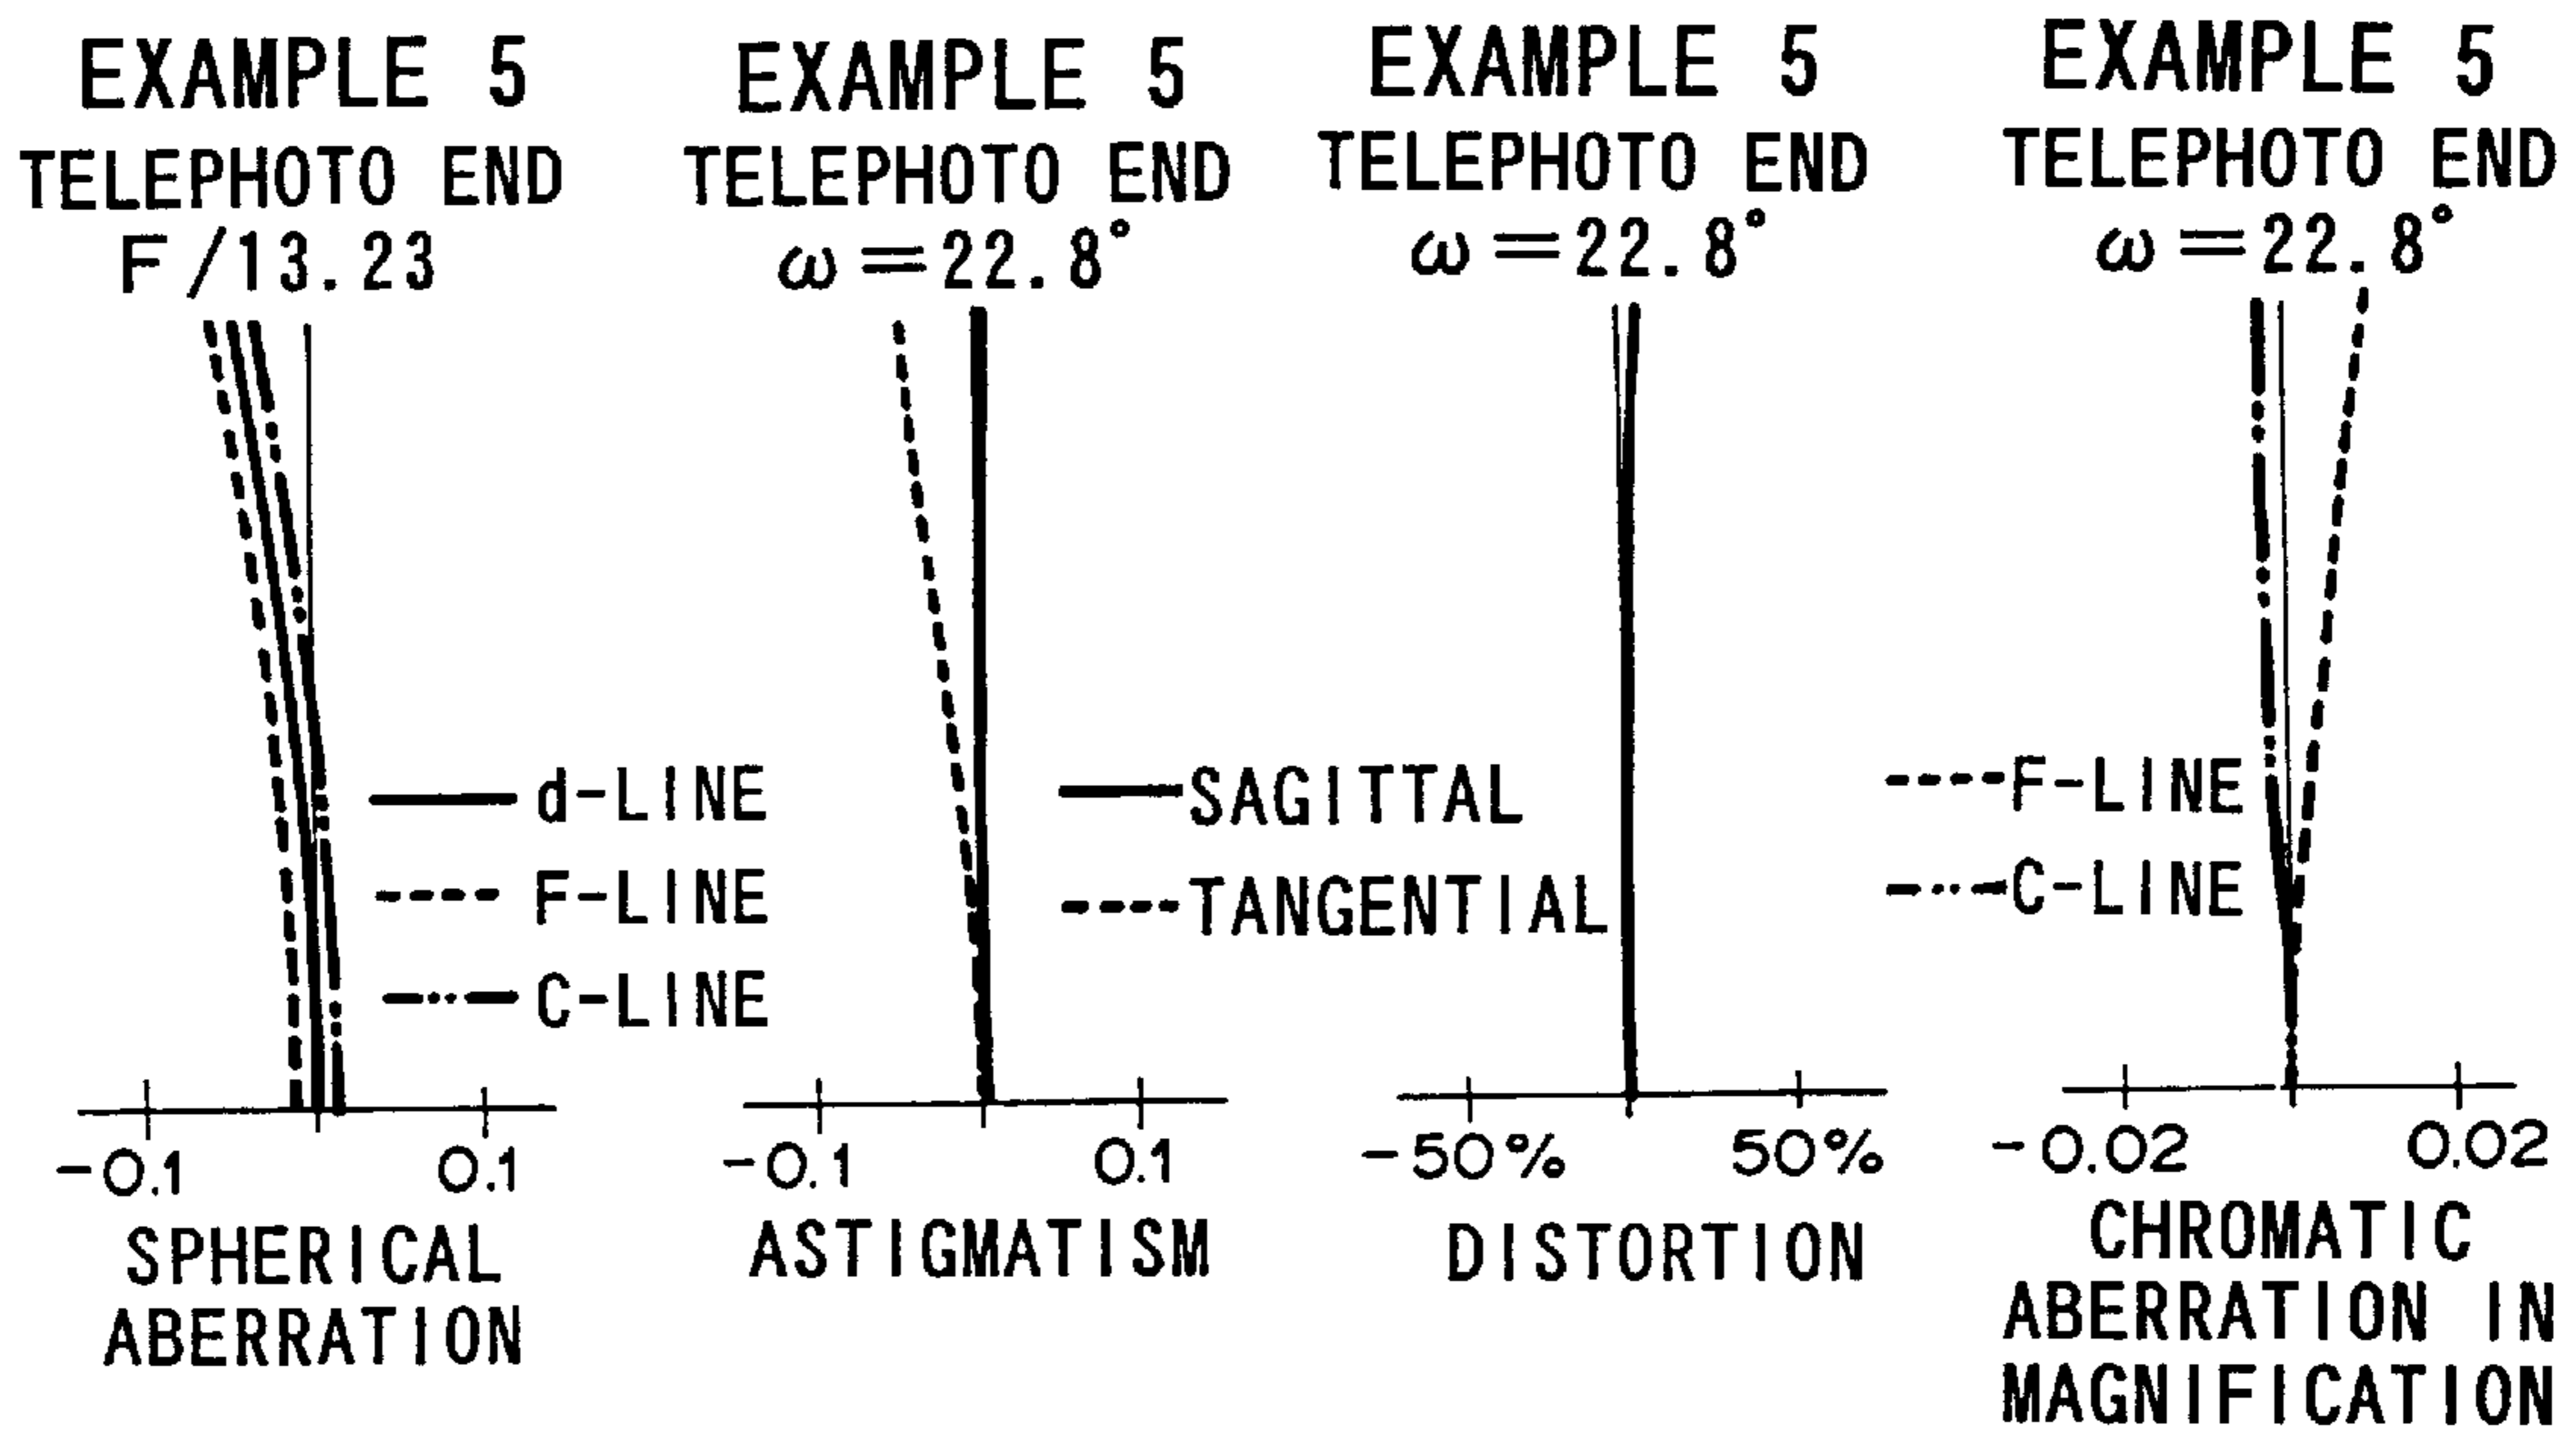 EXAMPLE 5
TELEPHOTO END
F/13.23
d-LINE
F-LINE
C-LINE
-0.1
0.1
SPHERICAL
ABERRATION
EXAMPLE 5
TELEPHOTO END
ω=22.8°
SAGITTAL
TANGENTIAL
-0.1
0.1
ASTIGMATISM
EXAMPLE 5
TELEPHOTO END
ω=22.8°
-50%
50%
DISTORTION
EXAMPLE 5
TELEPHOTO END
ω=22.8°
F-LINE
C-LINE
-0.02
0.02
CHROMATIC
ABERRATION IN
MAGNIFICATION